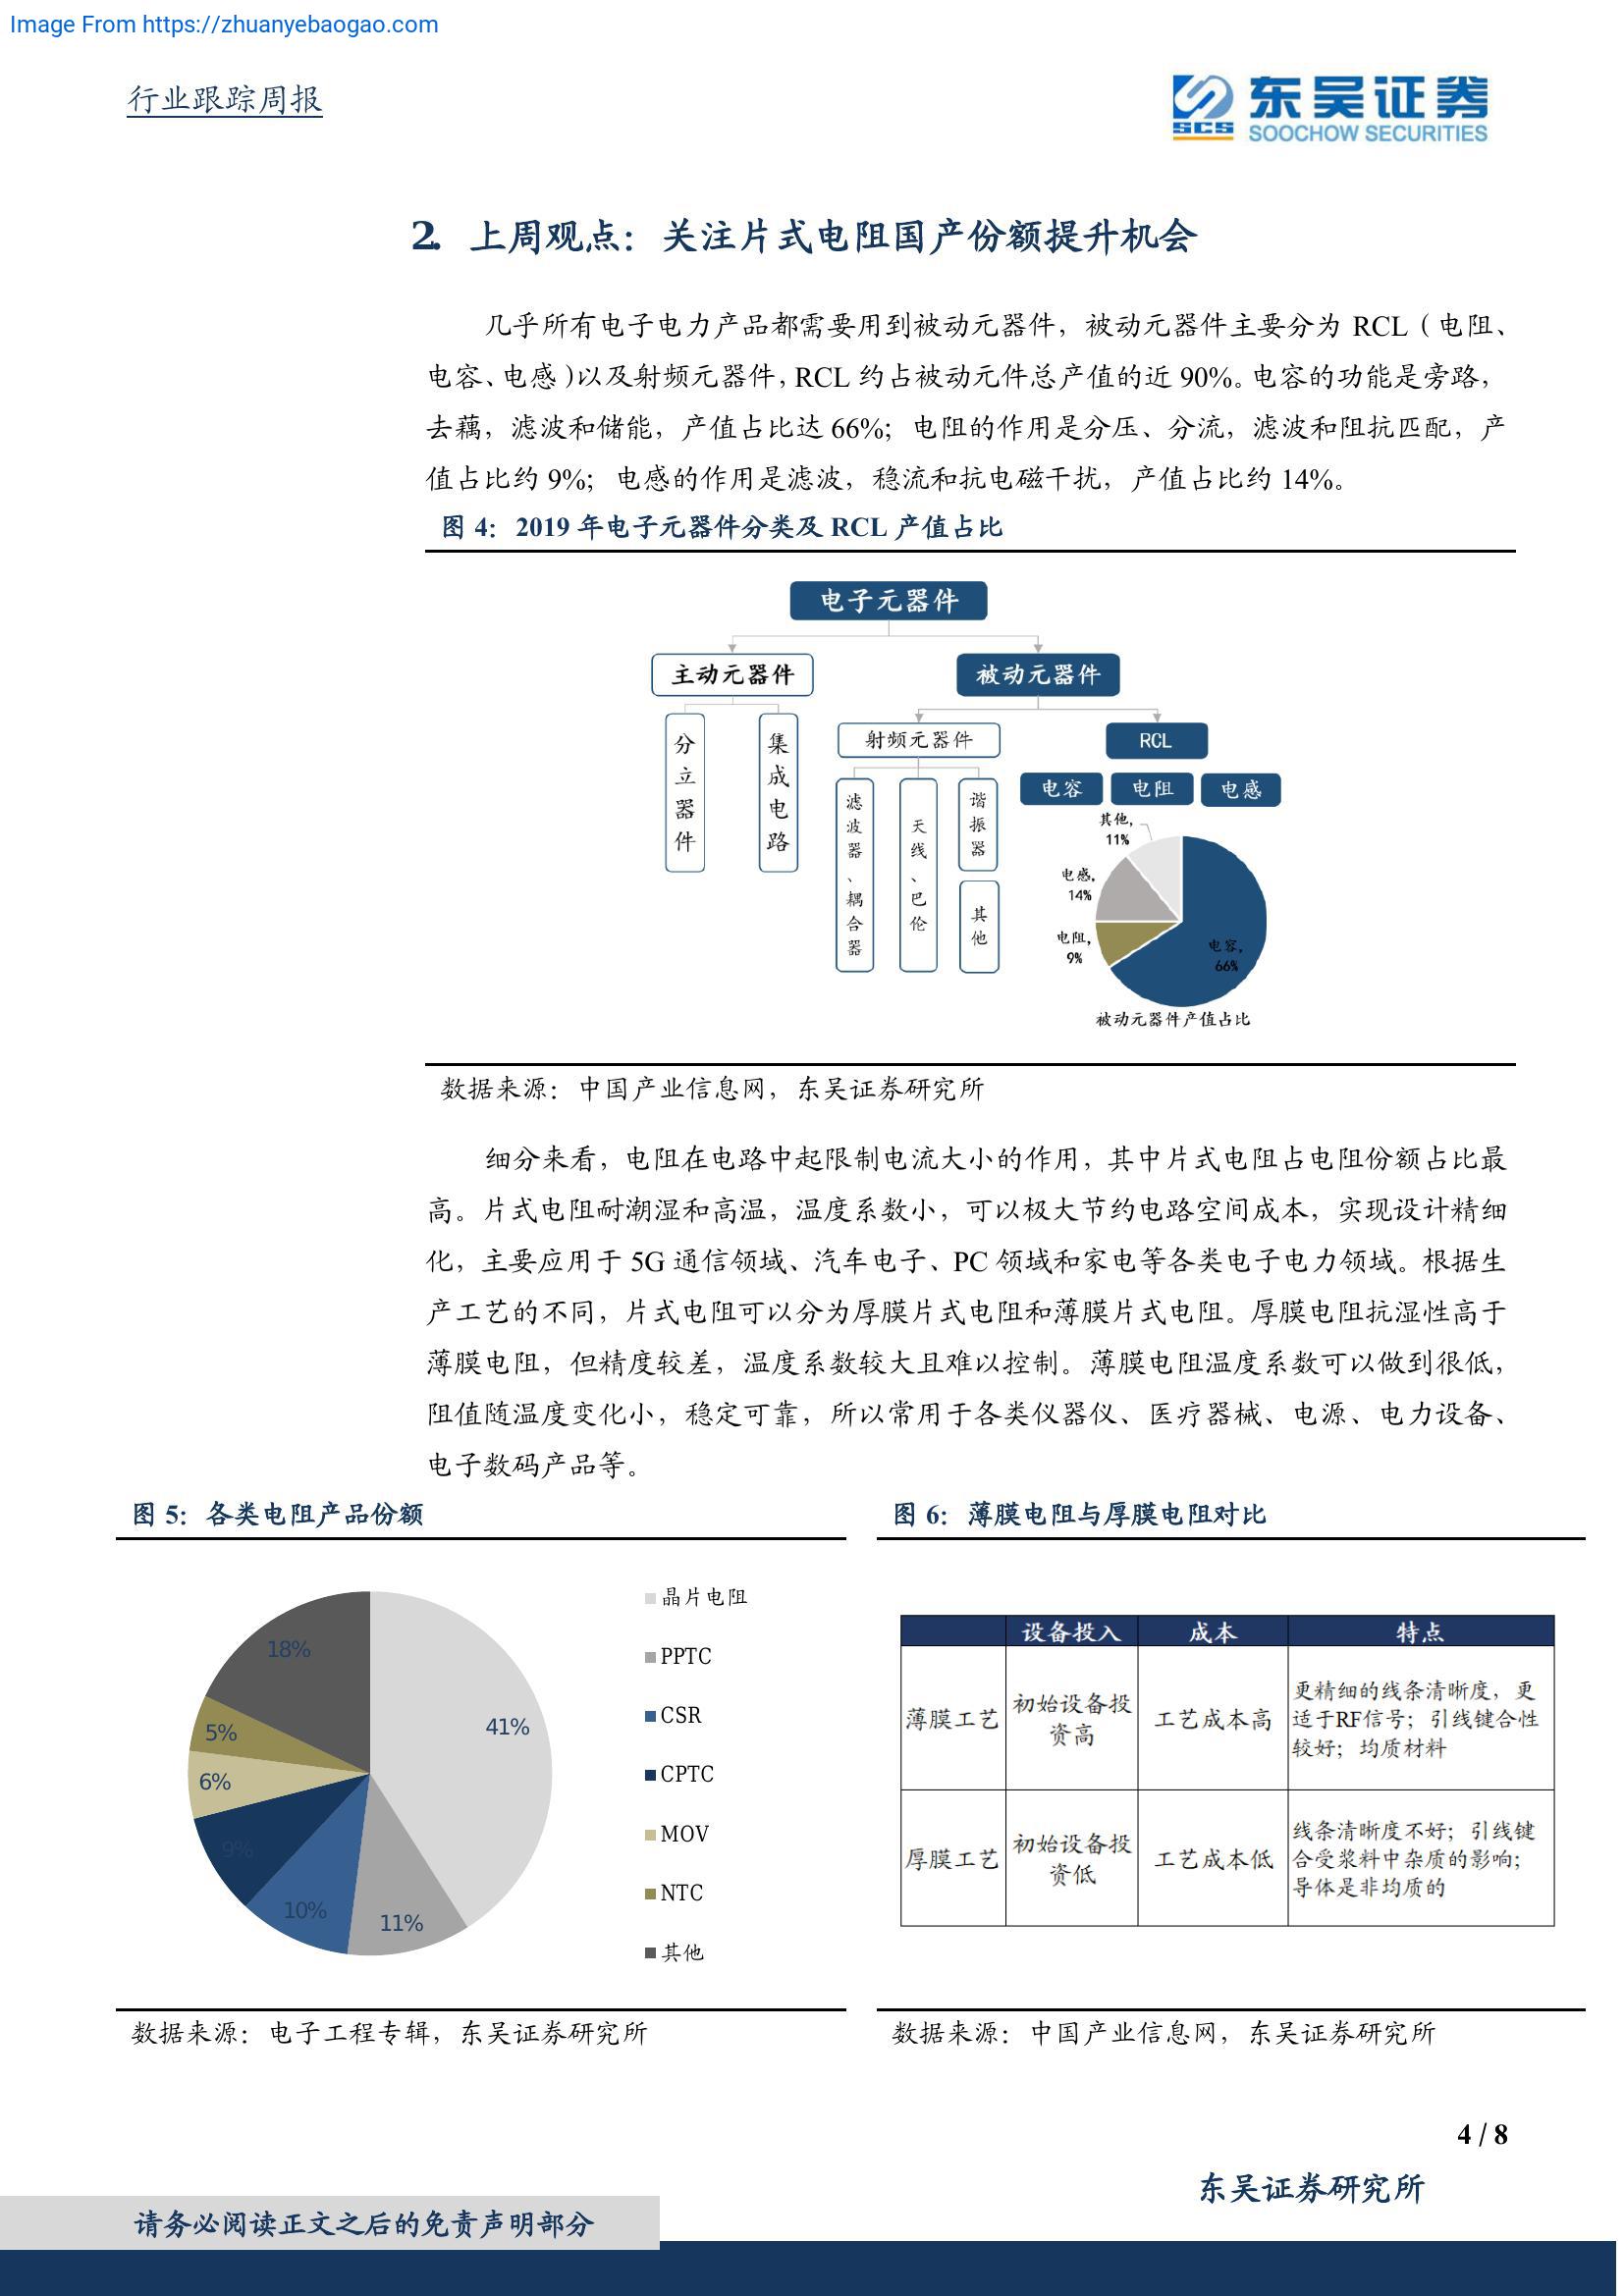 Image From https://zhuanyebaogao.com
行业跟踪周报
东吴证券
SCS
SOOCHOW SECURITIES
2. 上周观点：关注片式电阻国产份额提升机会
几乎所有电子电力产品都需要用到被动元器件，被动元器件主要分为 RCL（电阻、
电容、电感）以及射频元器件，RCL 约占被动元件总产值的近 90%。电容的功能是旁路，
去藕，滤波和储能，产值占比达 66%；电阻的作用是分压、分流，滤波和阻抗匹配，产
值占比约 9%；电感的作用是滤波，稳流和抗电磁干扰，产值占比约 14%。
图 4：2019 年电子元器件分类及 RCL 产值占比
电子元器件
主动元器件
被动元器件
分立器件
集成电路
射频元器件
RCL
滤波器、耦合器
天线、巴伦
谐振器
其他
电容
电阻
电感
其他，
11%
电感，
14%
电阻，
9%
电容，
66%
被动元器件产值占比
数据来源：中国产业信息网，东吴证券研究所
细分来看，电阻在电路中起限制电流大小的作用，其中片式电阻占电阻份额占比最
高。片式电阻耐潮湿和高温，温度系数小，可以极大节约电路空间成本，实现设计精细
化，主要应用于 5G 通信领域、汽车电子、PC 领域和家电等各类电子电力领域。根据生
产工艺的不同，片式电阻可以分为厚膜片式电阻和薄膜片式电阻。厚膜电阻抗湿性高于
薄膜电阻，但精度较差，温度系数较大且难以控制。薄膜电阻温度系数可以做到很低，
阻值随温度变化小，稳定可靠，所以常用于各类仪器仪、医疗器械、电源、电力设备、
电子数码产品等。
图 5：各类电阻产品份额
41%
11%
10%
9%
6%
5%
18%
晶片电阻
PPTC
CSR
CPTC
MOV
NTC
其他
数据来源：电子工程专辑，东吴证券研究所
图 6：薄膜电阻与厚膜电阻对比
设备投入 成本 特点
薄膜工艺
初始设备投
资高
工艺成本高
更精细的线条清晰度，更
适于RF信号；引线键合性
较好；均质材料
厚膜工艺
初始设备投
资低
工艺成本低
线条清晰度不好；引线键
合受浆料中杂质的影响；
导体是非均质的
数据来源：中国产业信息网，东吴证券研究所
4 / 8
东吴证券研究所
请务必阅读正文之后的免责声明部分